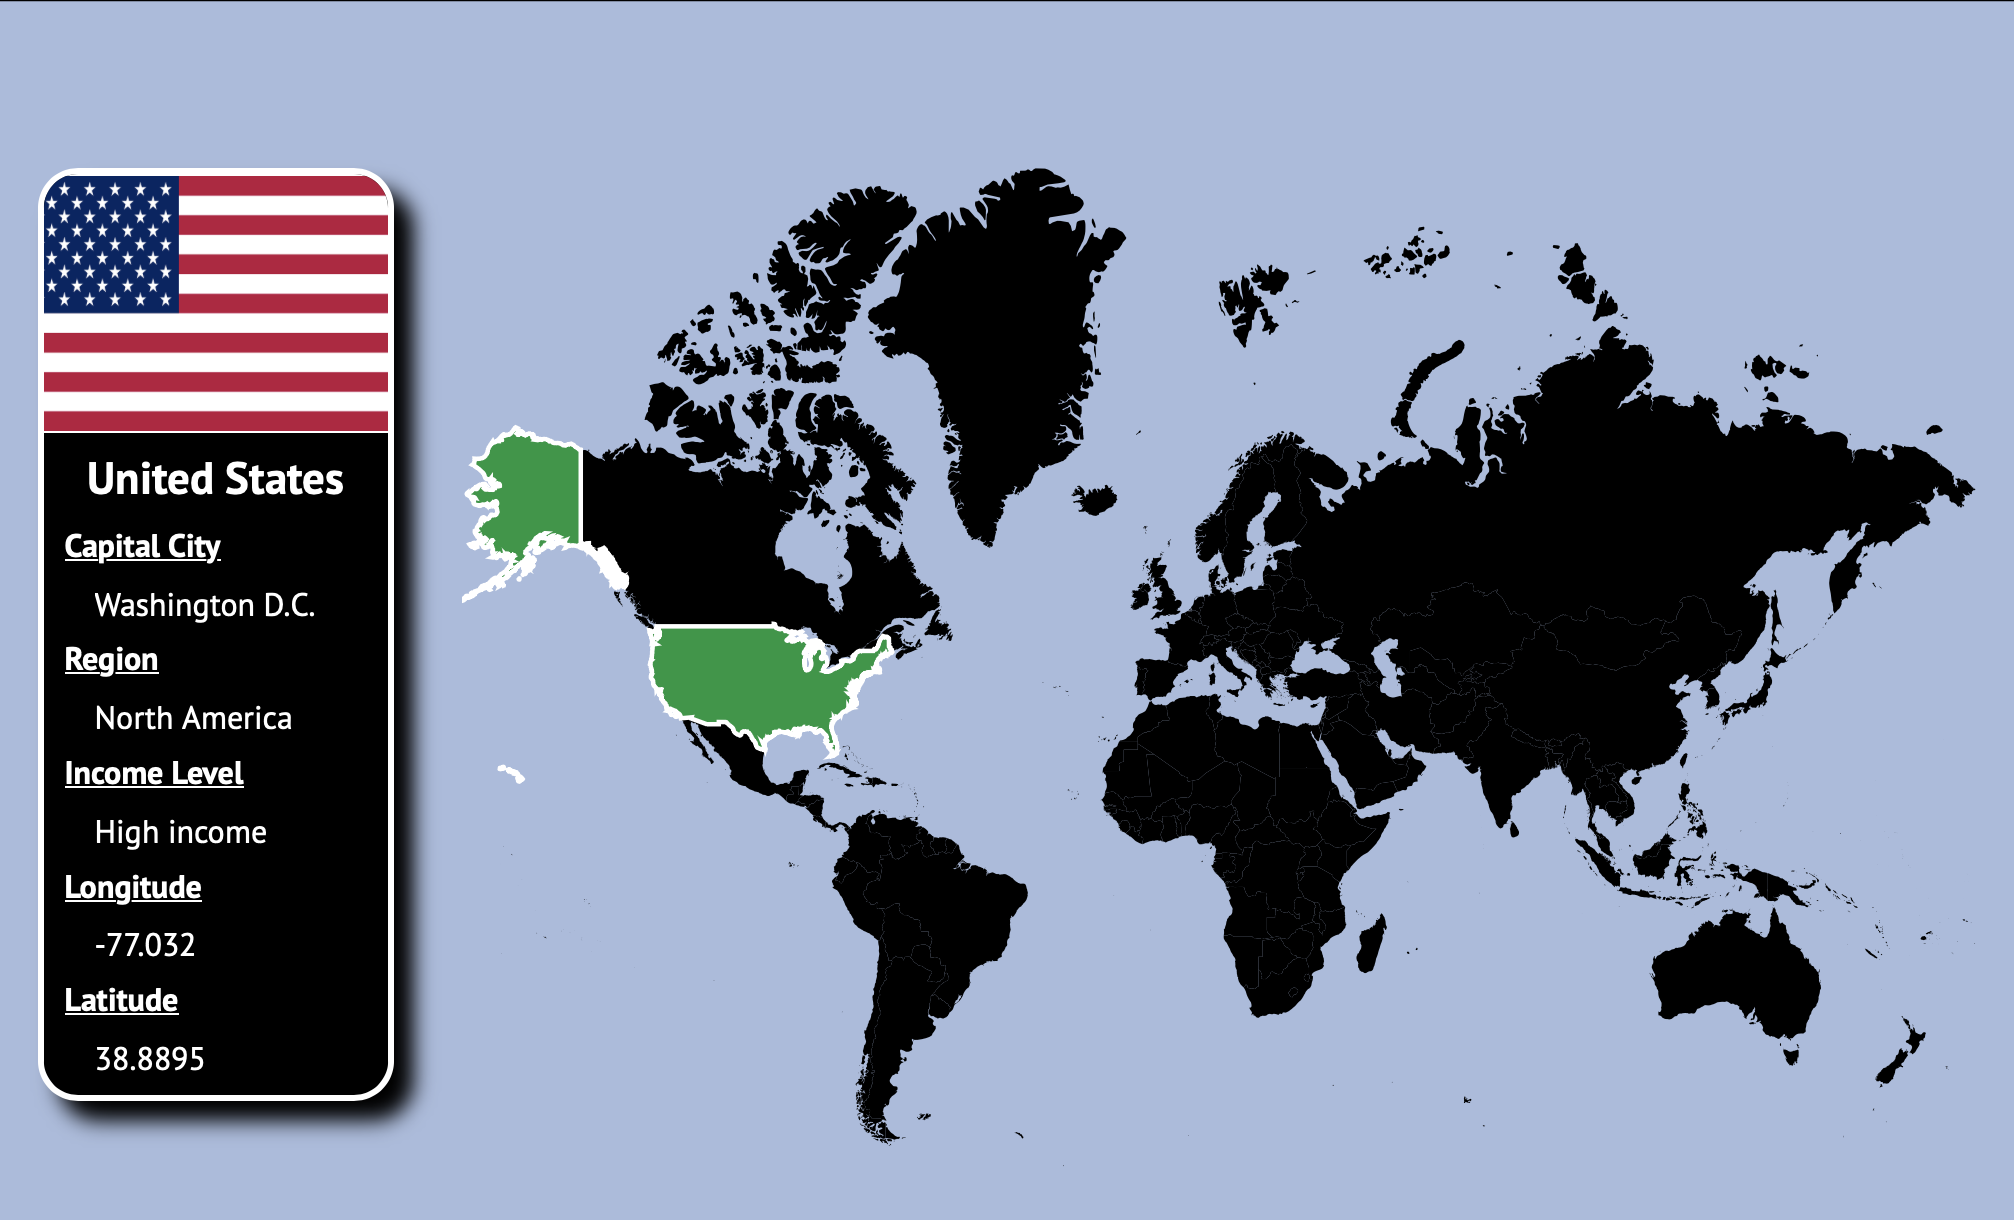 United States
Capital City
Washington D.C.
Region
North America
Income Level
High income
Longitude
-77.032
Latitude
38.8895